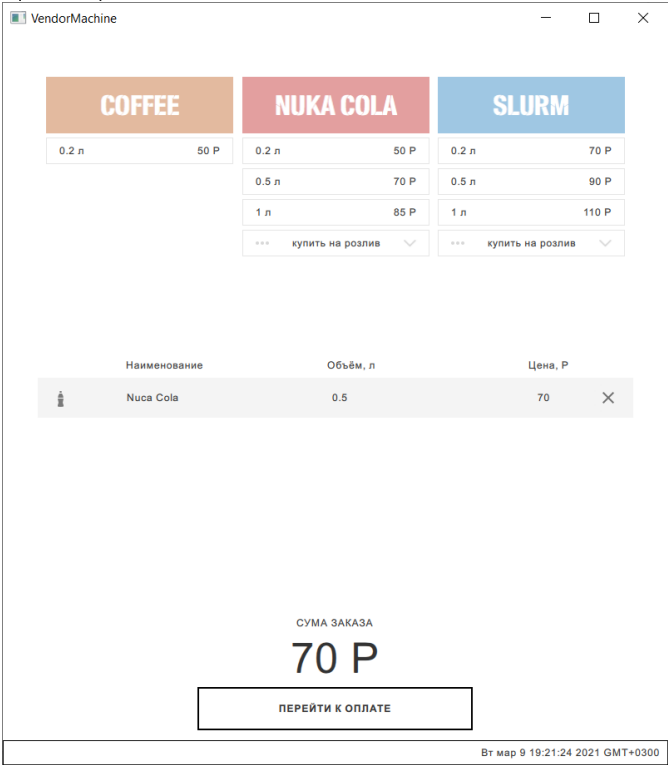 VendorMachine
COFFEE NUKA COLA SLURM
0.2 л 50 Р 0.2 л 50 Р 0.2 л 70 Р
0.5 л 70 Р 0.5 л 90 Р
1 л 85 Р 1 л 110 Р
купить на розлив купить на розлив
Наименование Объём, л Цена, Р
Nuca Cola 0.5 70
СУМА ЗАКАЗА
70 Р
ПЕРЕЙТИ К ОПЛАТЕ
Вт мар 9 19:21:24 2021 GMT+0300